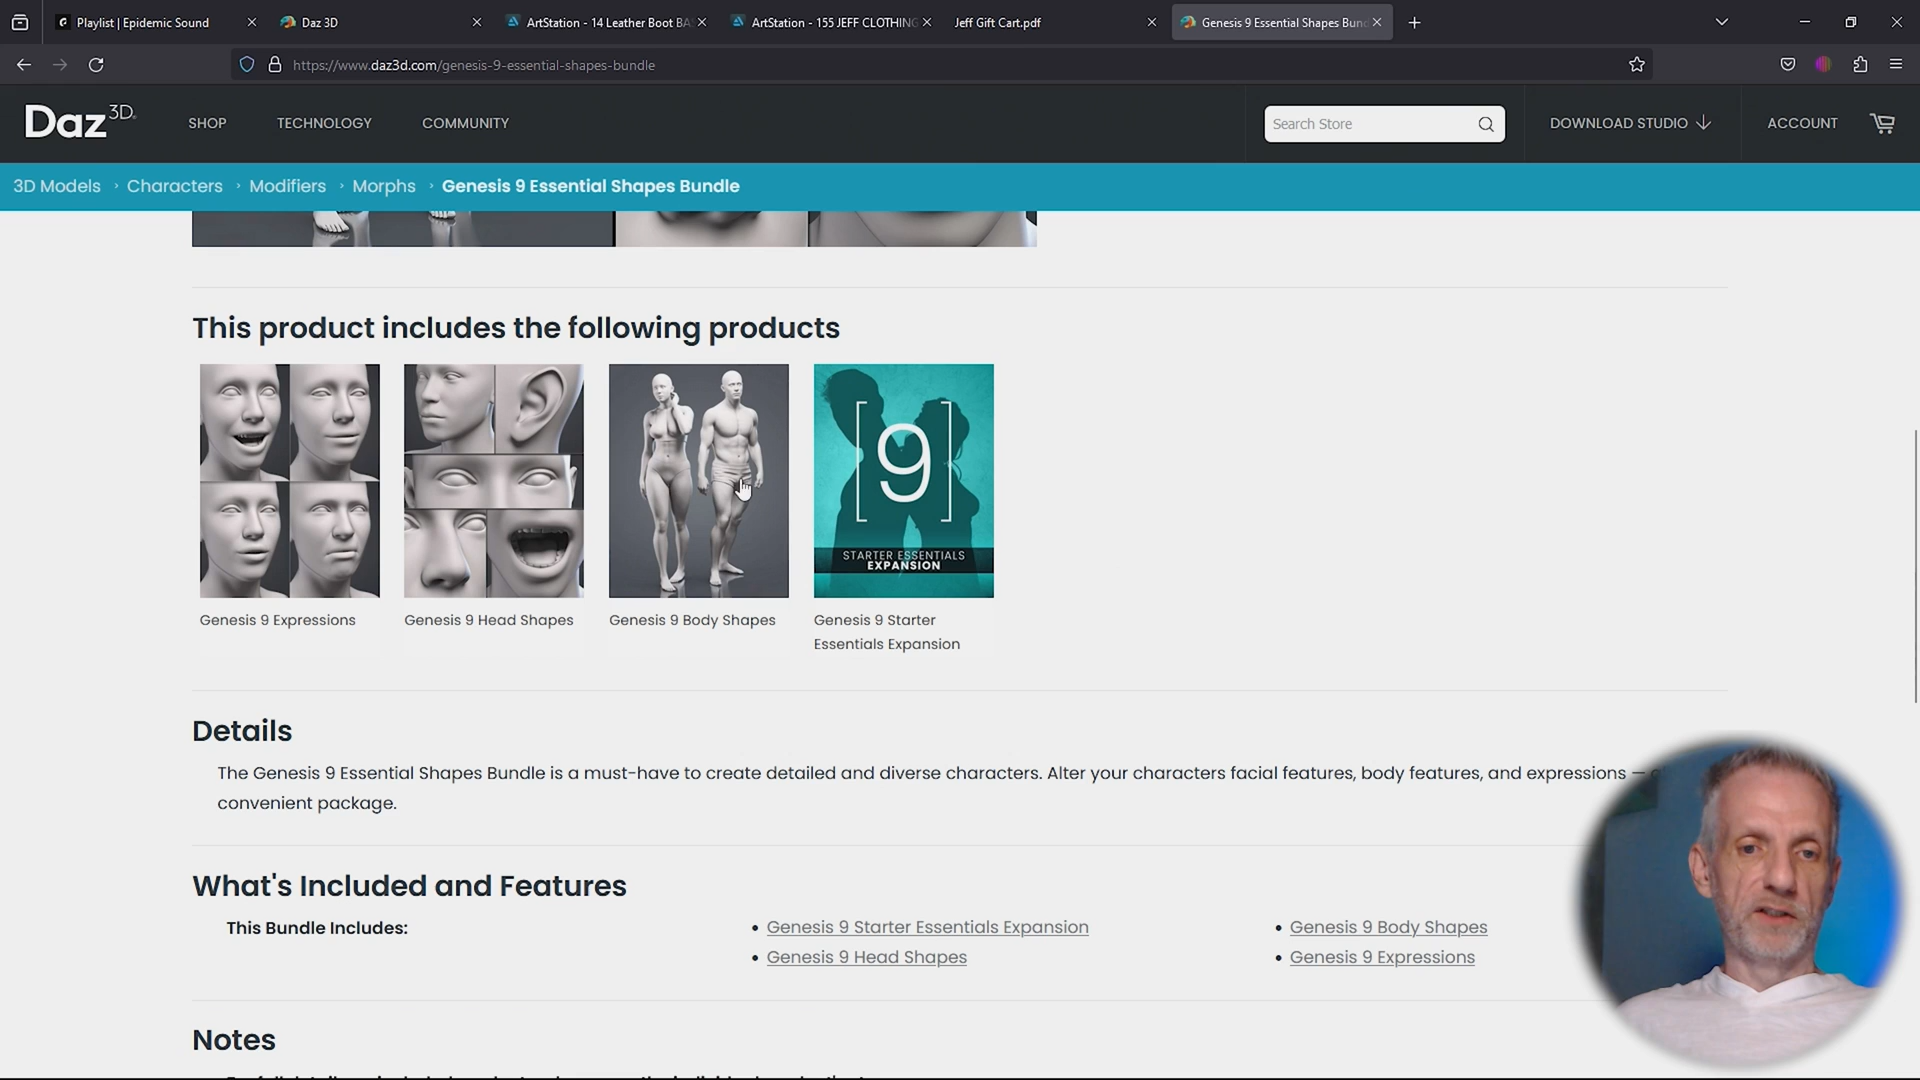 Playlist | Epidemic Sound
Daz 3D
ArtStation - 14 Leather Boot BA
ArtStation - 155 JEFF CLOTHING
Jeff Gift Cart.pdf
Genesis 9 Essential Shapes Bun
https://www.daz3d.com/genesis-9-essential-shapes-bundle
Daz 3D
SHOP
TECHNOLOGY
COMMUNITY
Search Store
DOWNLOAD STUDIO
ACCOUNT
3D Models › Characters › Modifiers › Morphs › Genesis 9 Essential Shapes Bundle
This product includes the following products
[9]
STARTER ESSENTIALS
EXPANSION
Genesis 9 Expressions
Genesis 9 Head Shapes
Genesis 9 Body Shapes
Genesis 9 Starter
Essentials Expansion
Details
The Genesis 9 Essential Shapes Bundle is a must-have to create detailed and diverse characters. Alter your characters facial features, body features, and expressions —
convenient package.
What's Included and Features
This Bundle Includes:
• Genesis 9 Starter Essentials Expansion
• Genesis 9 Head Shapes
• Genesis 9 Body Shapes
• Genesis 9 Expressions
Notes